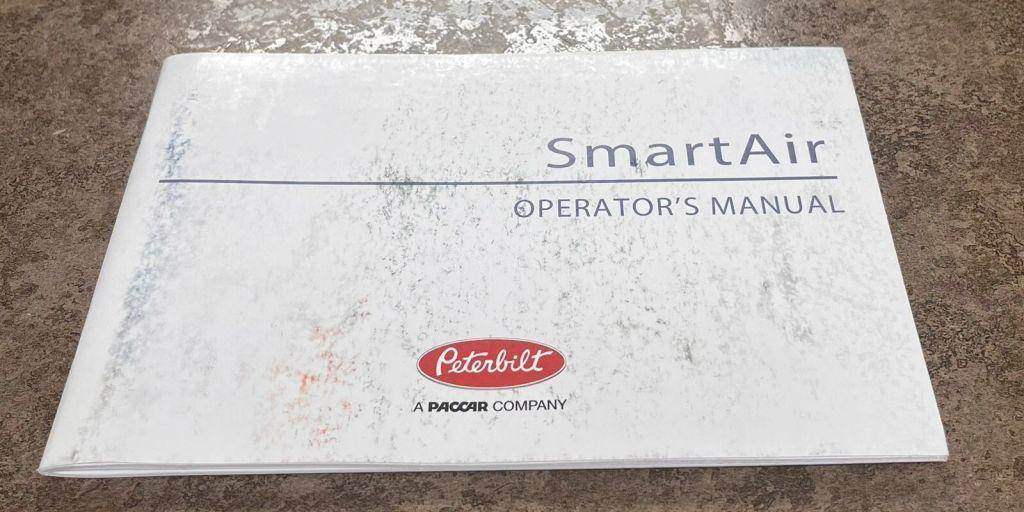 SmartAir
OPERATOR'S MANUAL
Peterbilt
A PACCAR COMPANY